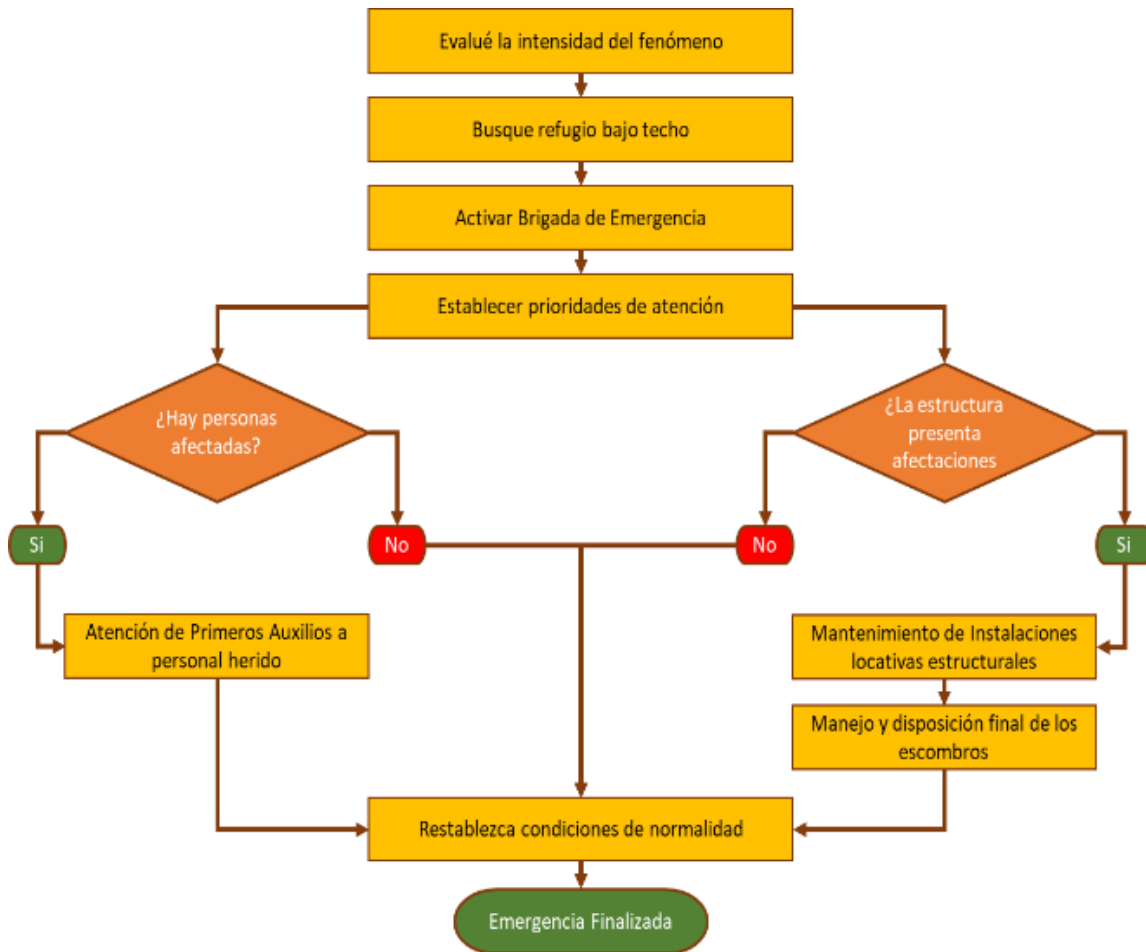 Evalué la intensidad del fenómeno
Busque refugio bajo techo
Activar Brigada de Emergencia
Establecer prioridades de atención
¿Hay personas
afectadas?
¿La estructura
presenta
afectaciones
Si
No
No
Si
Atención de Primeros Auxilios a
personal herido
Mantenimiento de Instalaciones
locativas estructurales
Manejo y disposición final de los
escombros
Restablezca condiciones de normalidad
Emergencia Finalizada